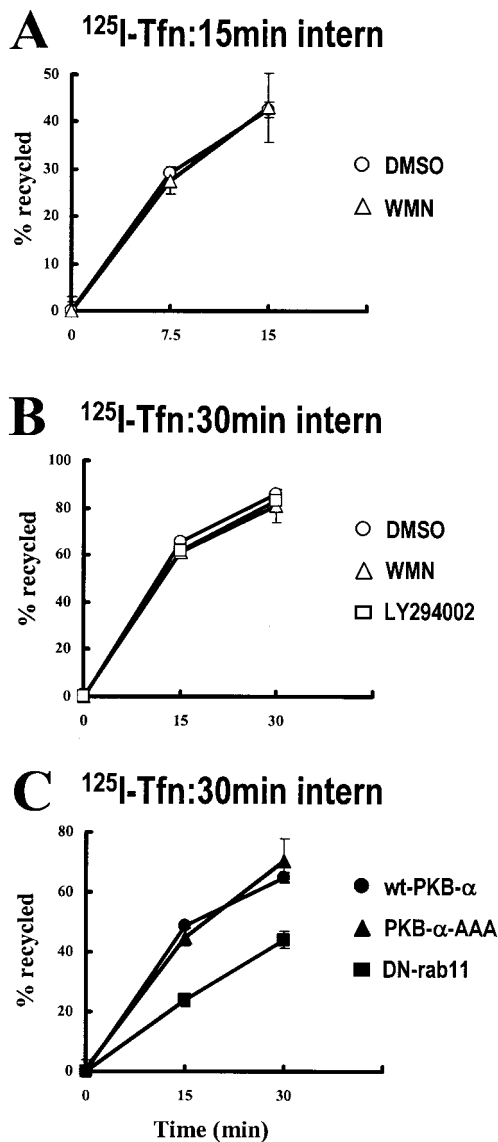 A ¹²⁵I-Tfn:15min intern
50
40
30
20
10
0
% recycled
0 7.5 15
DMSO
WMN
B ¹²⁵I-Tfn:30min intern
100
80
60
40
20
0
% recycled
0 15 30
DMSO
WMN
LY294002
C ¹²⁵I-Tfn:30min intern
80
60
40
20
0
% recycled
0 15 30
Time (min)
wt-PKB-α
PKB-α-AAA
DN-rab11